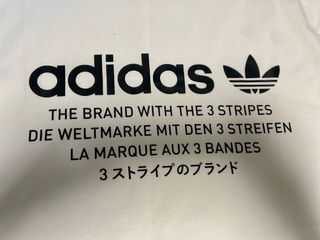 adidas
THE BRAND WITH THE 3 STRIPES
DIE WELTMARKE MIT DEN 3 STREIFEN
LA MARQUE AUX 3 BANDES
3 ストライプのブランド